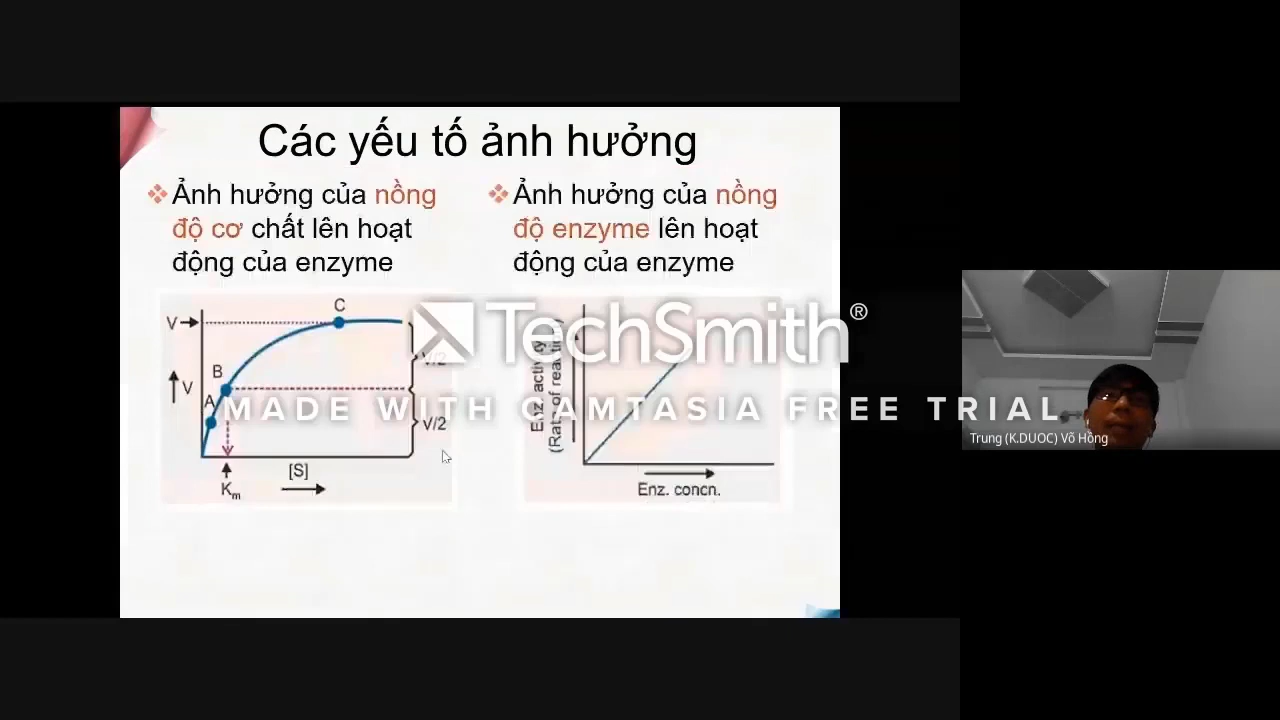 Các yếu tố ảnh hưởng
Ảnh hưởng của nồng
độ cơ chất lên hoạt
động của enzyme
Ảnh hưởng của nồng
độ enzyme lên hoạt
động của enzyme
C
V
B
V/2
V
A
V/2
[S]
Km
Enz. activity
(Rate of reaction)
Enz. concn.
TechSmith®
MADE WITH CAMTASIA FREE TRIAL
Trung (K.DUOC) Võ Hồng